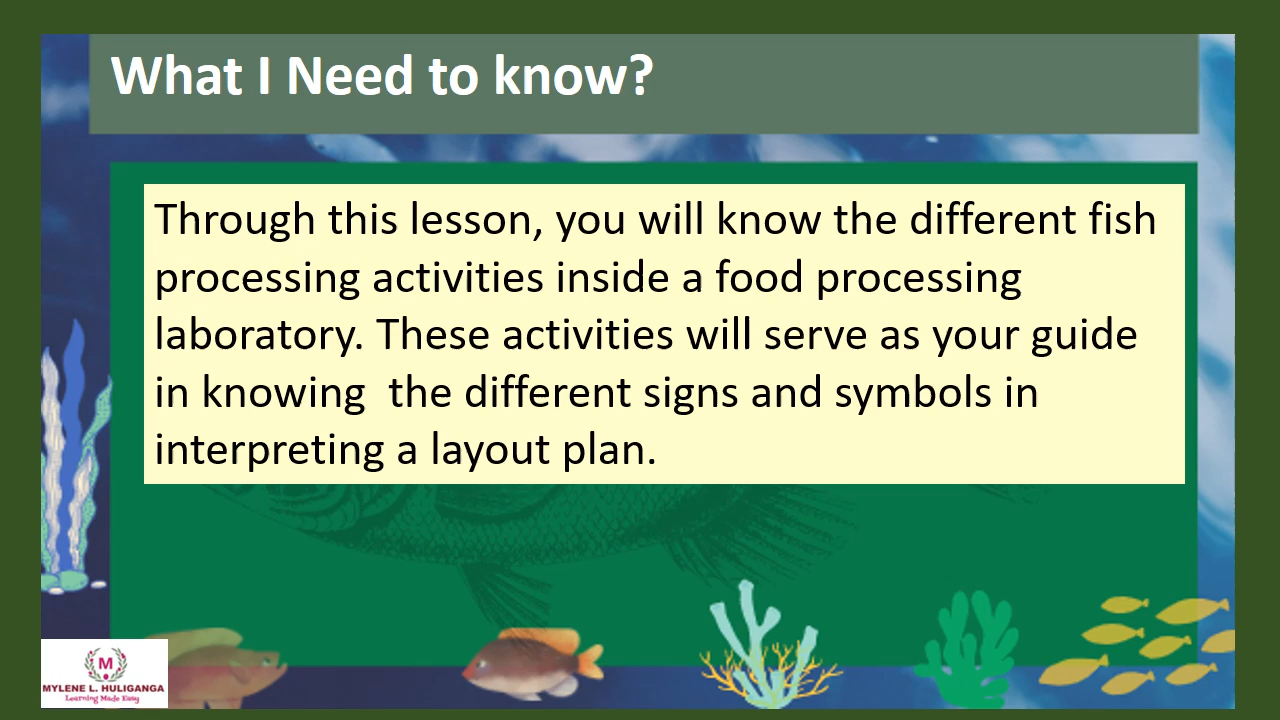 What I Need to know?
Through this lesson, you will know the different fish
processing activities inside a food processing
laboratory. These activities will serve as your guide
in knowing  the different signs and symbols in
interpreting a layout plan.
M
MYLENE L. HULIGANGA
Learning Made Easy